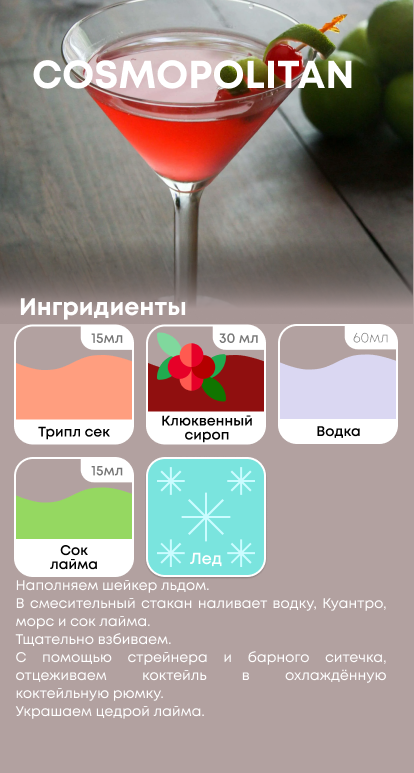 COSMOPOLITAN
Ингридиенты
15мл
30 мл
60мл
Трипл сек
Клюквенный
сироп
Водка
15мл
Сок
лайма
Лед
Наполняем шейкер льдом.
В смесительный стакан наливает водку, Куантро,
морс и сок лайма.
Тщательно взбиваем.
С помощью стрейнера и барного ситечка,
отцеживаем коктейль в охлаждённую
коктейльную рюмку.
Украшаем цедрой лайма.